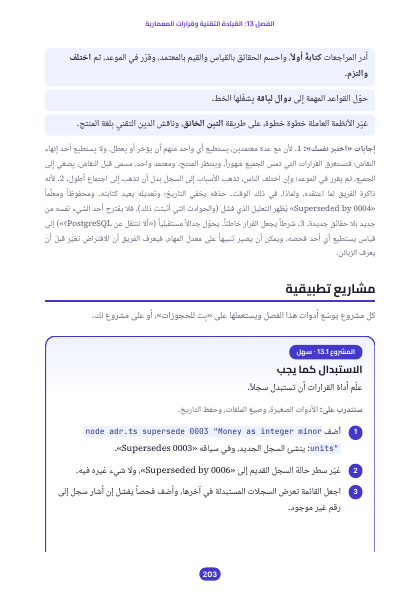 الفصل 13: القيادة التقنية وقرارات المعمارية
أدر المراجعات كتابةً أولاً، واحسم الحقائق بالقياس والقيم بالمعتمد، وقرّر في الموعد، ثم اختلف
والتزم.
حوّل القواعد المهمة إلى دوال لياقة يشغّلها الخط.
غيّر الأنظمة العاملة خطوة خطوة، على طريقة التين الخانق، وناقش الدين التقني بلغة المنتج.
إجابات «اختبر نفسك»: 1. لأن مع عدة معتمدين، يستطيع أي واحد منهم أن يؤخر أو يعطل، ولا يستطيع أحد إنهاء
النقاش؛ فتستغرق القرارات التي تمس الجميع شهوراً، وينتظر المنتج. ومعتمد واحد، مسمى قبل النقاش، يصغي إلى
الجميع، ثم يقرر في الموعد؛ وإن اختلف الناس، تذهب الأسباب إلى السجل بدل أن تذهب إلى اجتماع أطول. 2. لأنه
ذاكرة الفريق لما اعتقده، ولماذا، في ذلك الوقت. حذفه يخفي التاريخ؛ وتعديله يعيد كتابته. ومحفوظاً ومعلّماً
«Superseded by 0004» يُظهر التعليل الذي فشل (والحوادث التي أثبتت ذلك)، فلا يقترح أحد الشيء نفسه من
جديد بلا حقائق جديدة. 3. شرطاً يجعل القرار خاطئاً. يحوّل جدالاً مستقبلياً («ألا ننتقل عن PostgreSQL؟») إلى
قياس يستطيع أي أحد فحصه، ويمكن أن يصير تنبيهاً على معدل المهام، فيعرف الفريق أن الافتراض تغيّر قبل أن
يعرف الزبائن.
مشاريع تطبيقية
كل مشروع يوسّع أدوات هذا الفصل ويستعملها على «بِت للحجوزات»، أو على مشروع لك.
المشروع 13.1 · سهل
الاستبدال كما يجب
علّم أداة القرارات أن تستبدل سجلاً.
ستتدرب على: الأدوات الصغيرة، وصيغ الملفات، وحفظ التاريخ.
1 أضف node adr.ts supersede 0003 "Money as integer minor
units": ينشئ السجل الجديد، وفي سياقه «Supersedes 0003».
2 غيّر سطر حالة السجل القديم إلى «Superseded by 0006»، ولا شيء غيره فيه.
3 اجعل القائمة تعرض السجلات المستبدلة في آخرها، وأضف فحصاً يفشل إن أشار سجل إلى
رقم غير موجود.
203